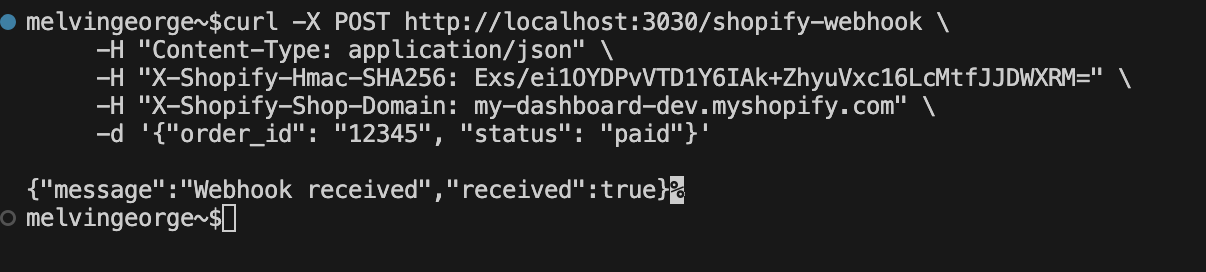 melvingeorge~$curl -X POST http://localhost:3030/shopify-webhook \
-H "Content-Type: application/json" \
-H "X-Shopify-Hmac-SHA256: Exs/ei1OYDPvVTD1Y6IAk+ZhyuVxc16LcMtfJJDWXRM=" \
-H "X-Shopify-Shop-Domain: my-dashboard-dev.myshopify.com" \
-d '{"order_id": "12345", "status": "paid"}'
{"message":"Webhook received","received":true}%
melvingeorge~$